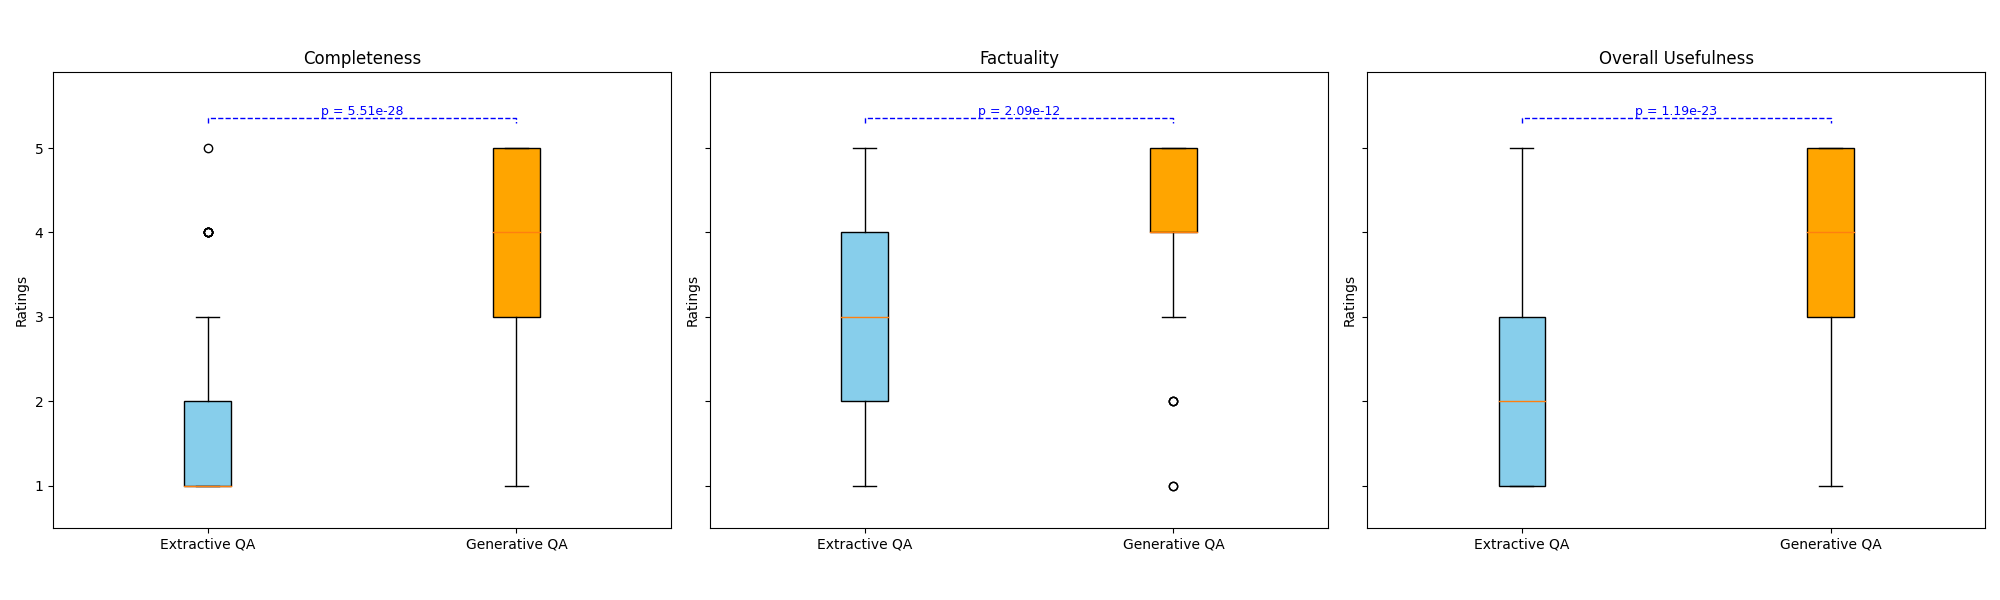 Completeness
p = 5.51e-28
Ratings
5
4
3
2
1
Extractive QA
Generative QA
Factuality
p = 2.09e-12
Ratings
Extractive QA
Generative QA
Overall Usefulness
p = 1.19e-23
Ratings
Extractive QA
Generative QA